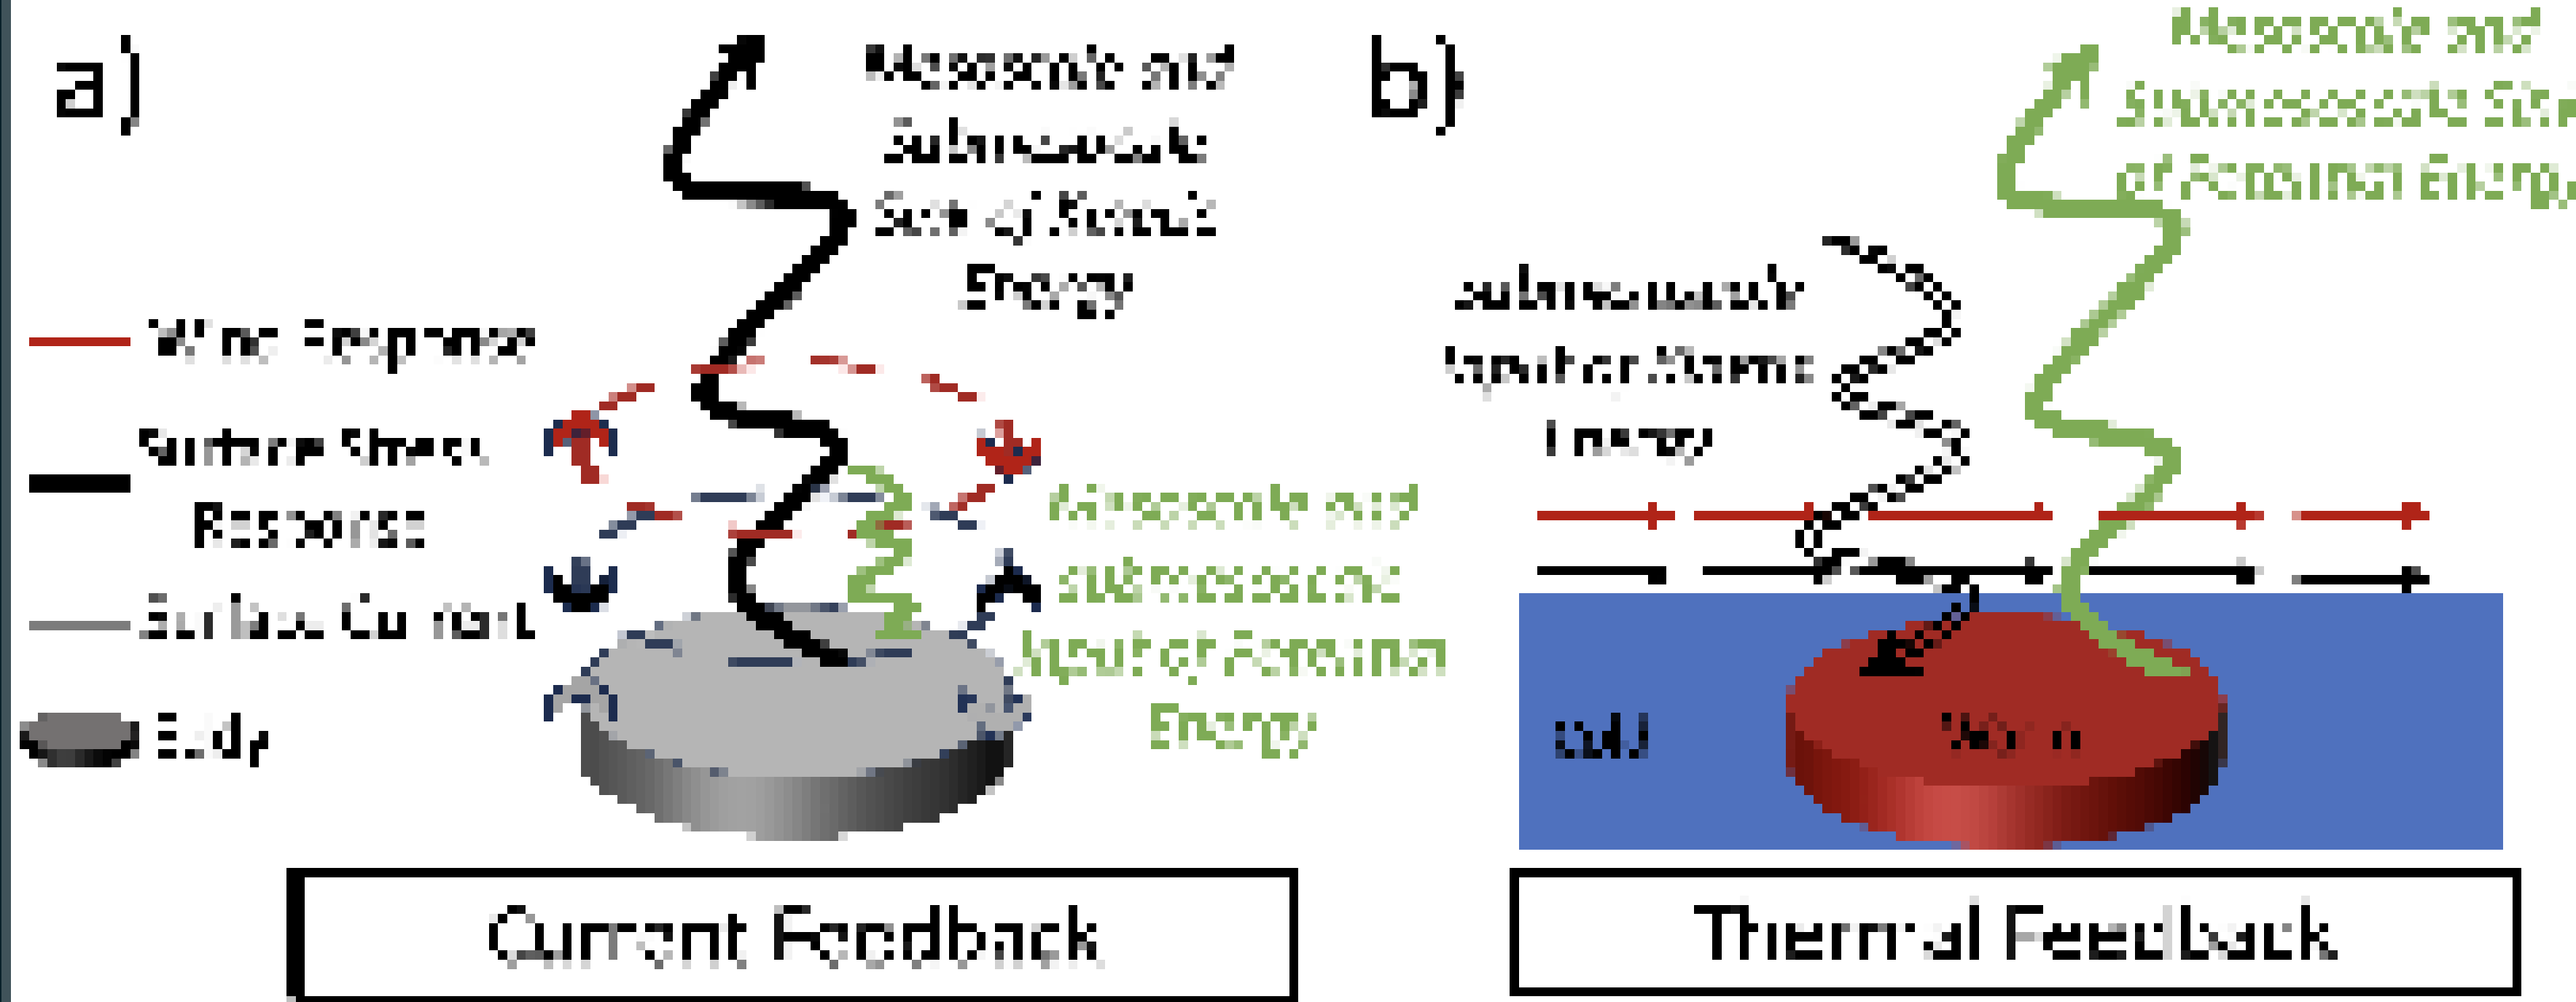 a)
Mesoscale and
Submesoscale
Sink of Kinetic
Energy
Wind Response
Surface Stress
Response
Surface Current
Eddy
Mesoscale and
submesoscale
Input of Potential
Energy
Current Feedback
b)
Mesoscale and
Submesoscale Sink
of Potential Energy
Submesoscale
Input of Kinetic
Energy
Cold
Warm
Thermal Feedback